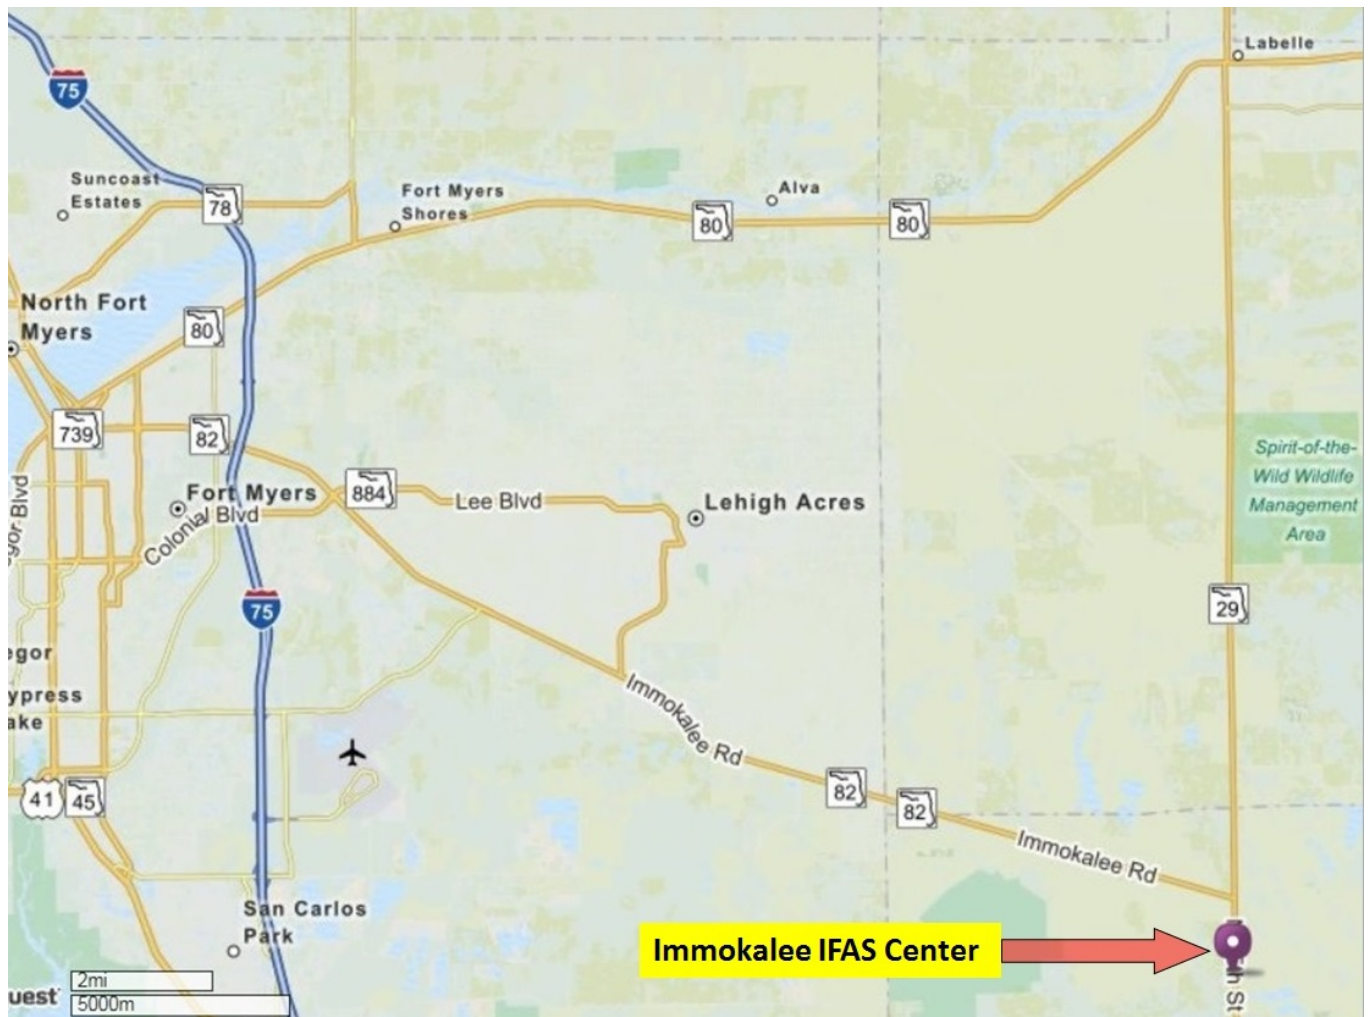 Labelle
75
Suncoast
Estates
78
Fort Myers
Shores
Alva
80
80
North Fort
Myers
80
739
82
Spirit-of-the-
Wild Wildlife
Management
Area
884
Lee Blvd
Lehigh Acres
Fort Myers
Colonial Blvd
gor Blvd
29
75
egor
ypress
ake
Immokalee Rd
41
45
82
82
Immokalee Rd
San Carlos
Park
Immokalee IFAS Center
2mi
5000m
uest
h St